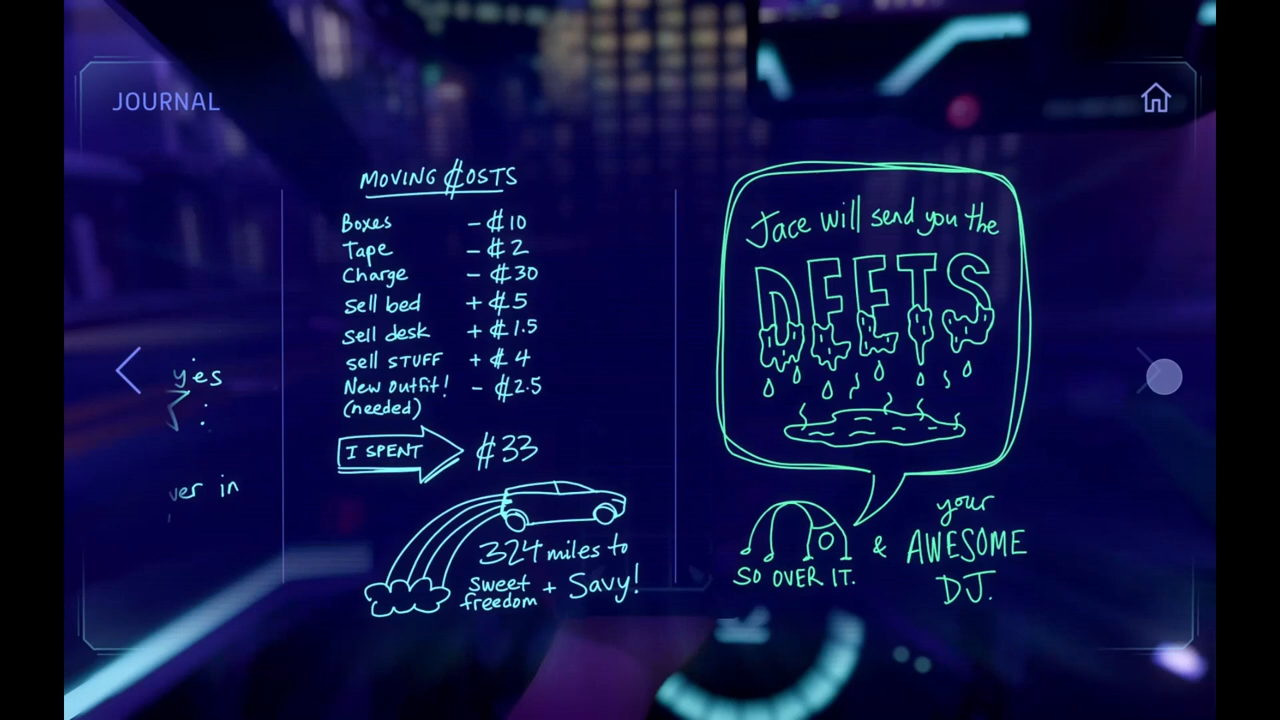 JOURNAL
yes
:
ver in
MOVING ₡OSTS
Boxes - ₡10
Tape - ₡2
Charge - ₡30
sell bed + ₡5
sell desk + ₡1.5
sell STUFF + ₡4
New outfit! - ₡2.5
(needed)
I SPENT ₡33
324 miles to
sweet
freedom + Savy!
Jace will send you the
DEETS
SO OVER IT.
& your
AWESOME
DJ.